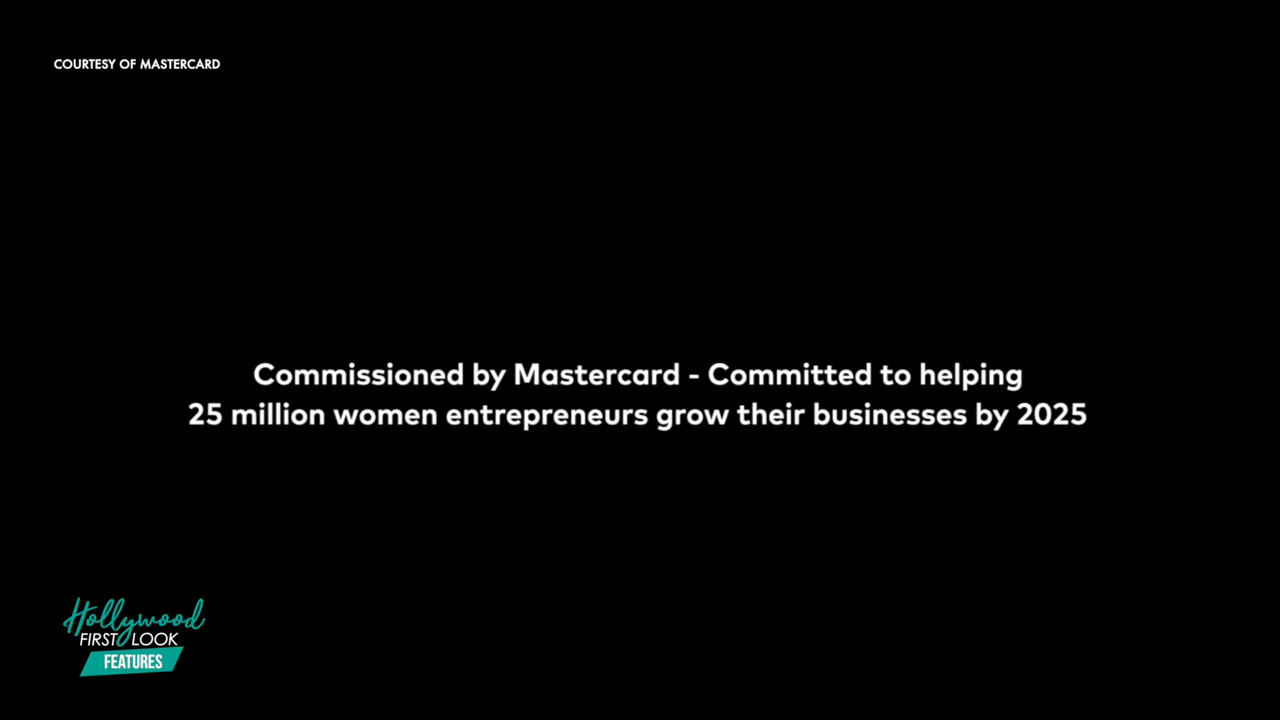 COURTESY OF MASTERCARD
Commissioned by Mastercard - Committed to helping
25 million women entrepreneurs grow their businesses by 2025
Hollywood
FIRST LOOK
FEATURES